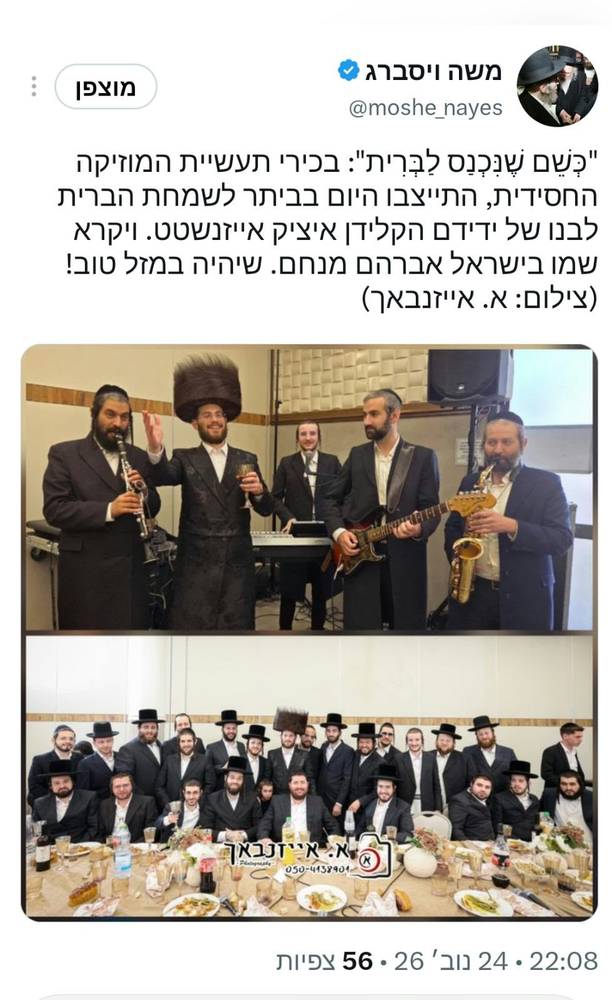 משה ויסברג
@moshe_nayes
מוצפן
"כְּשֵׁם שֶׁנִּכְנַס לַבְּרִית": בכירי תעשיית המוזיקה
החסידית, התייצבו היום בביתר לשמחת הברית
לבנו של ידידם הקלידן איציק אייזנשטט. ויקרא
שמו בישראל אברהם מנחם. שיהיה במזל טוב!
(צילום: א. אייזנבאך)
א. אייזנבאך
Photography
050-4138901
א
22:08 • 24 נוב׳ 26 • 56 צפיות